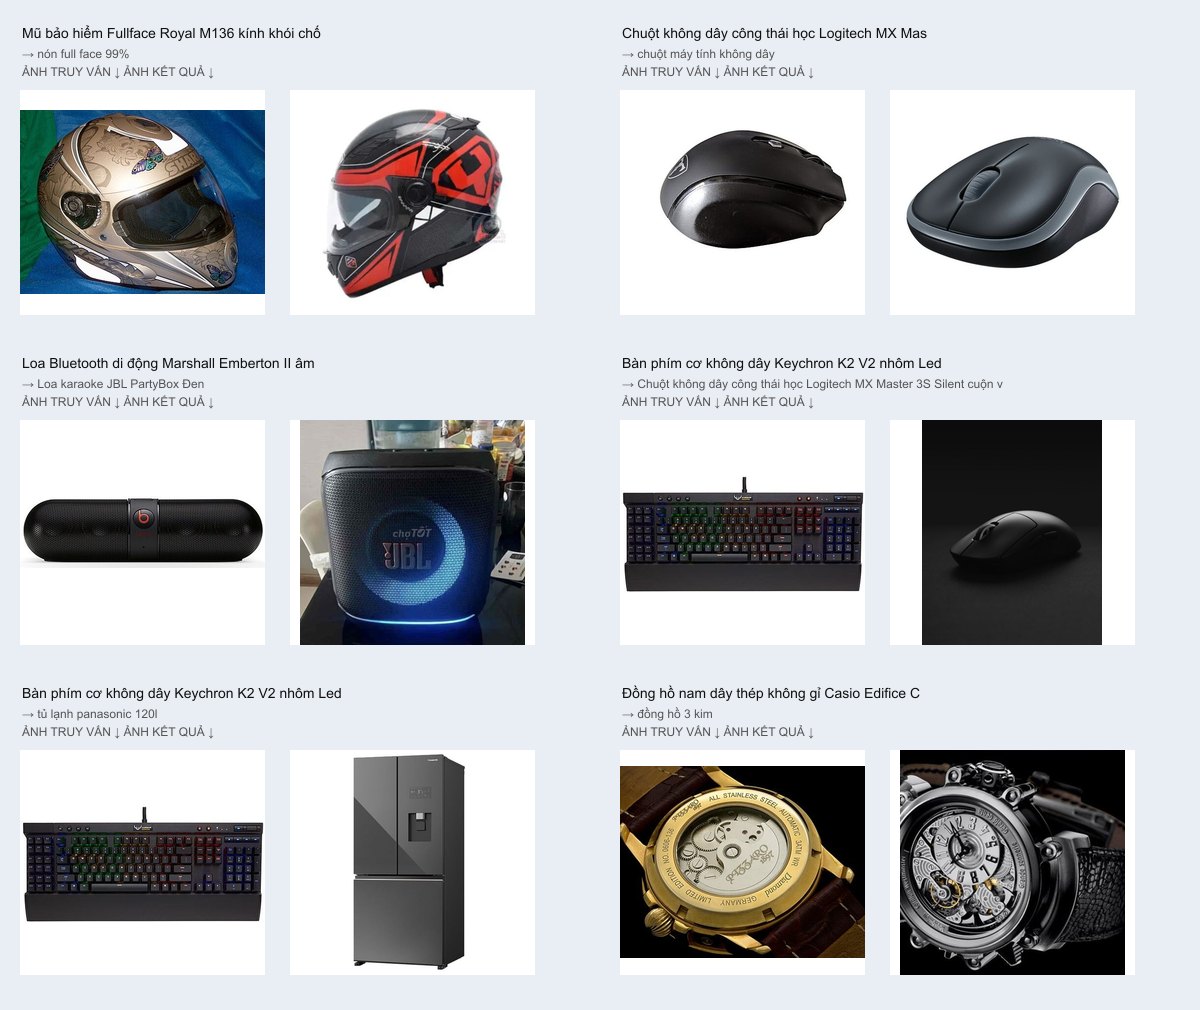 Mũ bảo hiểm Fullface Royal M136 kính khói chố
→ nón full face 99%
ẢNH TRUY VẤN ↓ ẢNH KẾT QUẢ ↓
Chuột không dây công thái học Logitech MX Mas
→ chuột máy tính không dây
ẢNH TRUY VẤN ↓ ẢNH KẾT QUẢ ↓
Loa Bluetooth di động Marshall Emberton II âm
→ Loa karaoke JBL PartyBox Đen
ẢNH TRUY VẤN ↓ ẢNH KẾT QUẢ ↓
chợTỐT
JBL
Bàn phím cơ không dây Keychron K2 V2 nhôm Led
→ Chuột không dây công thái học Logitech MX Master 3S Silent cuộn v
ẢNH TRUY VẤN ↓ ẢNH KẾT QUẢ ↓
Bàn phím cơ không dây Keychron K2 V2 nhôm Led
→ tủ lạnh panasonic 120l
ẢNH TRUY VẤN ↓ ẢNH KẾT QUẢ ↓
Đồng hồ nam dây thép không gỉ Casio Edifice C
→ đồng hồ 3 kim
ẢNH TRUY VẤN ↓ ẢNH KẾT QUẢ ↓
ALL STAINLESS STEEL AUTOMATIC 3ATM WR
Diamond
GERMANY LIMITED EDITION